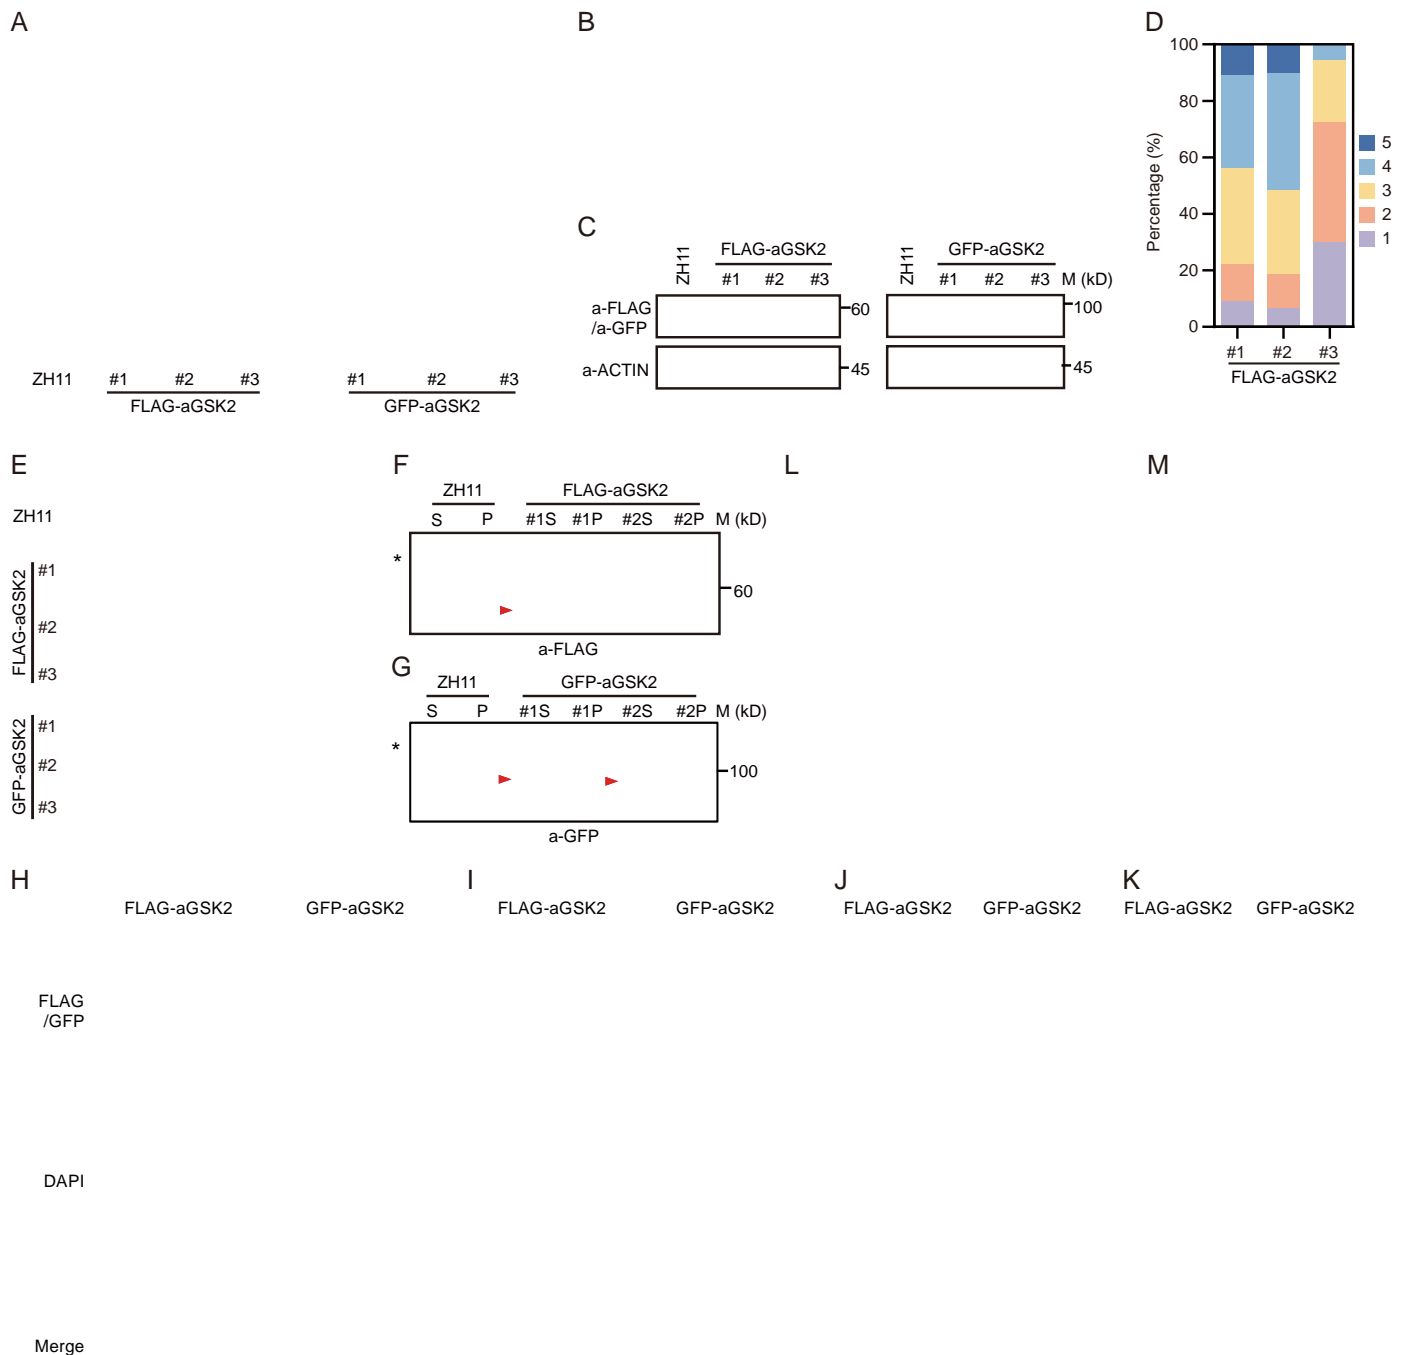 A
ZH11
#1 #2 #3
FLAG-aGSK2
#1 #2 #3
GFP-aGSK2
B
C
ZH11
FLAG-aGSK2
#1 #2 #3
ZH11
GFP-aGSK2
#1 #2 #3 M (kD)
a-FLAG
/a-GFP
60
100
a-ACTIN
45
45
D
Percentage (%)
100
80
60
40
20
0
#1 #2 #3
FLAG-aGSK2
5
4
3
2
1
E
ZH11
FLAG-aGSK2
#1
#2
#3
GFP-aGSK2
#1
#2
#3
F
ZH11 FLAG-aGSK2
S P #1S #1P #2S #2P M (kD)
*
60
a-FLAG
G
ZH11 GFP-aGSK2
S P #1S #1P #2S #2P M (kD)
*
100
a-GFP
L
M
H
FLAG-aGSK2 GFP-aGSK2
I
FLAG-aGSK2 GFP-aGSK2
J
FLAG-aGSK2 GFP-aGSK2
K
FLAG-aGSK2 GFP-aGSK2
FLAG
/GFP
DAPI
Merge